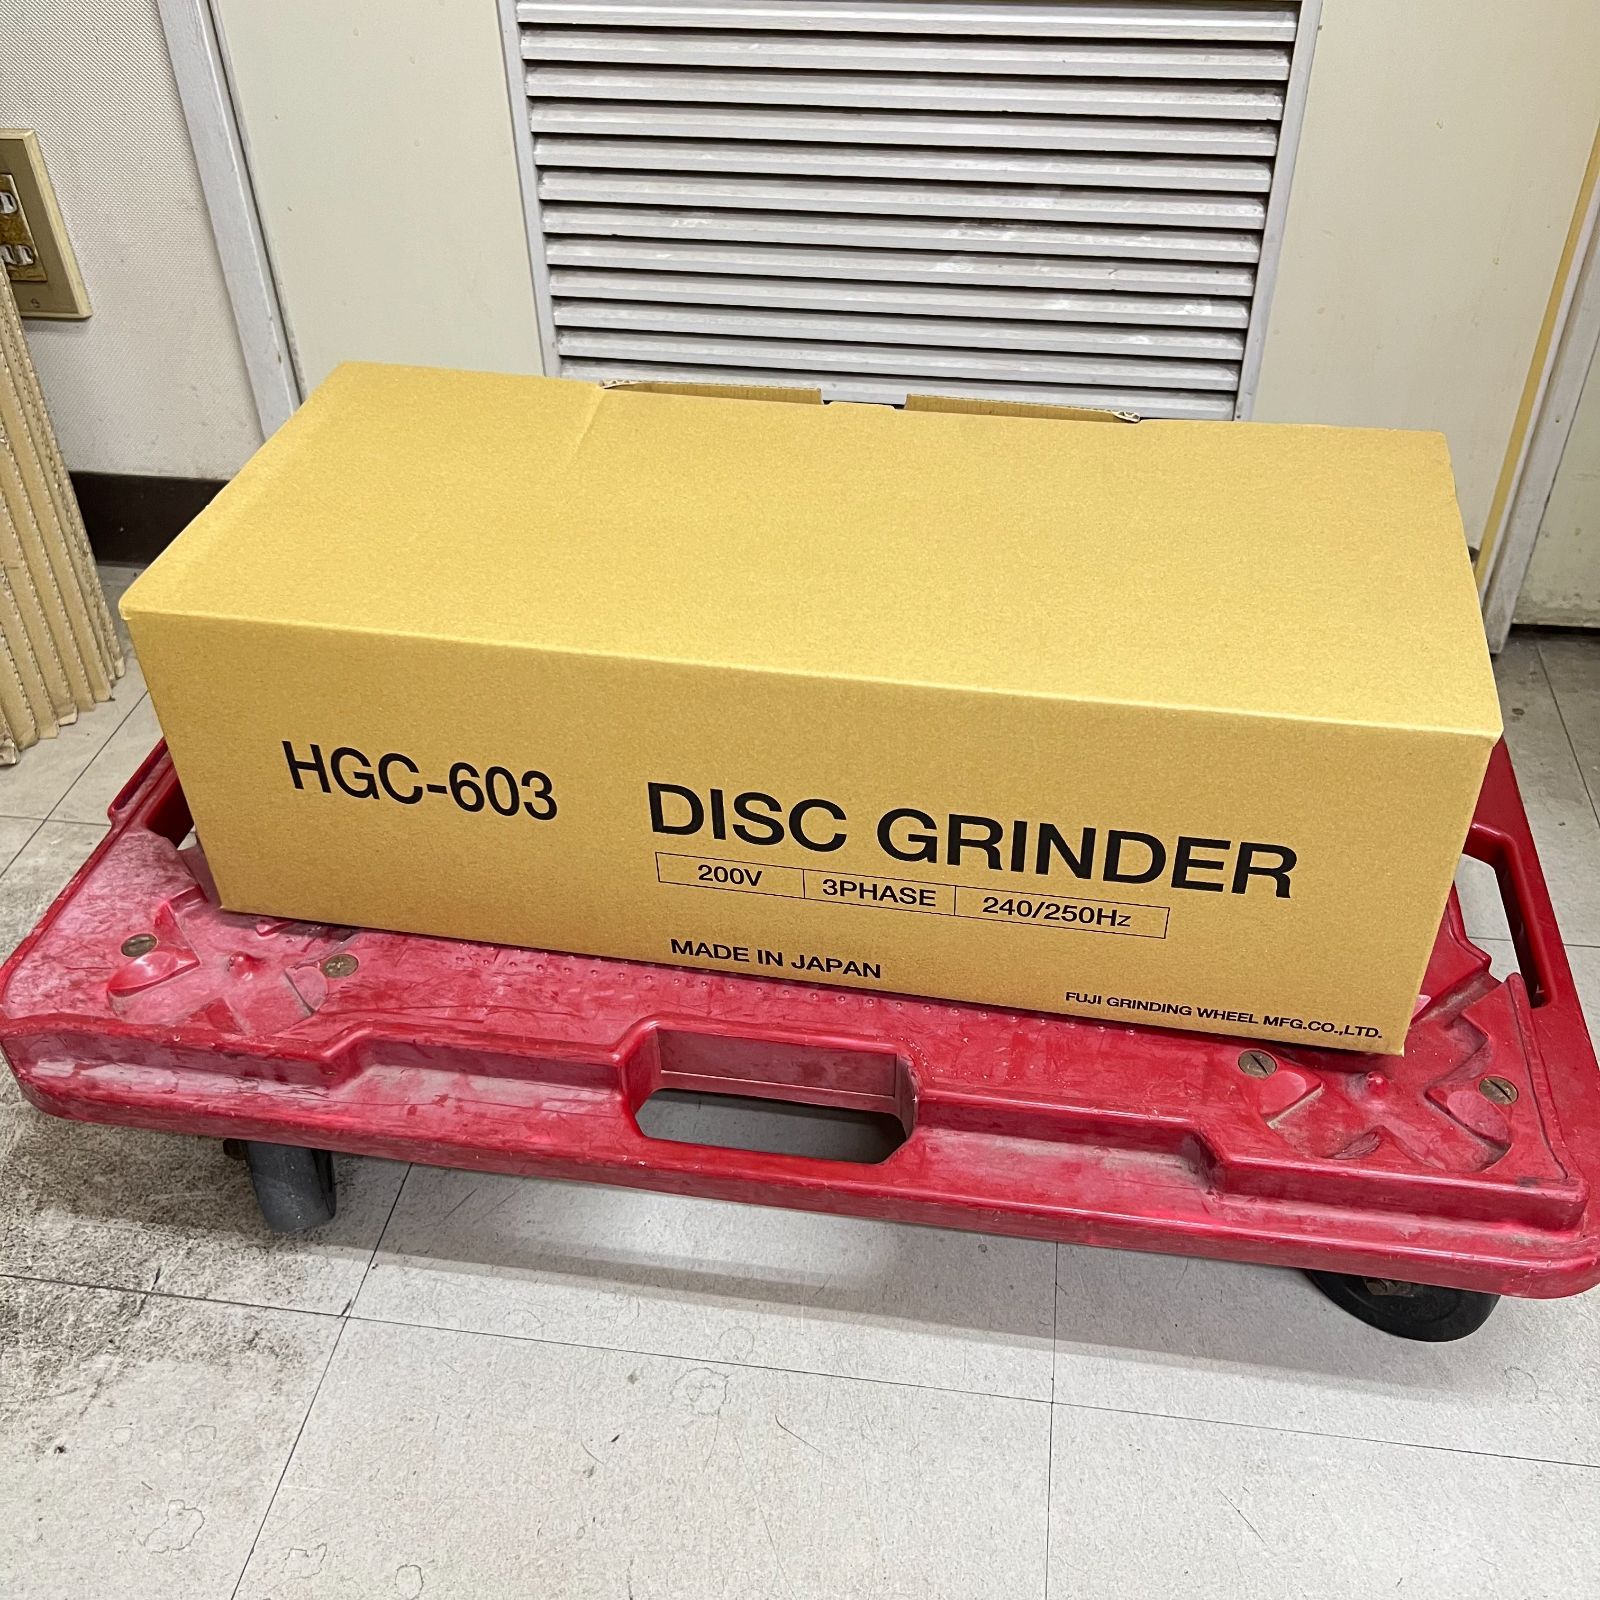 HGC-603
DISC GRINDER
200V 3PHASE 240/250Hz
MADE IN JAPAN
FUJI GRINDING WHEEL MFG.CO.,LTD.